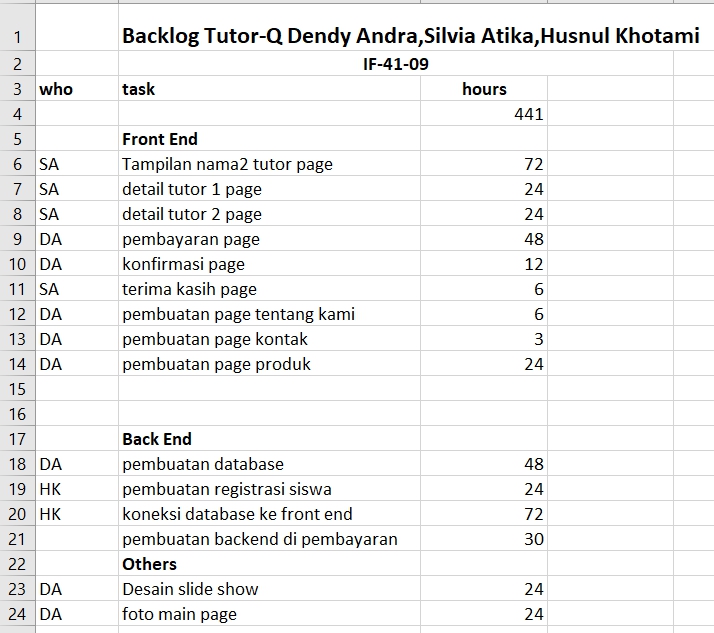 1 Backlog Tutor-Q Dendy Andra,Silvia Atika,Husnul Khotami
2 IF-41-09
3 who task hours
4 441
5 Front End
6 SA Tampilan nama2 tutor page 72
7 SA detail tutor 1 page 24
8 SA detail tutor 2 page 24
9 DA pembayaran page 48
10 DA konfirmasi page 12
11 SA terima kasih page 6
12 DA pembuatan page tentang kami 6
13 DA pembuatan page kontak 3
14 DA pembuatan page produk 24
15
16
17 Back End
18 DA pembuatan database 48
19 HK pembuatan registrasi siswa 24
20 HK koneksi database ke front end 72
21 pembuatan backend di pembayaran 30
22 Others
23 DA Desain slide show 24
24 DA foto main page 24